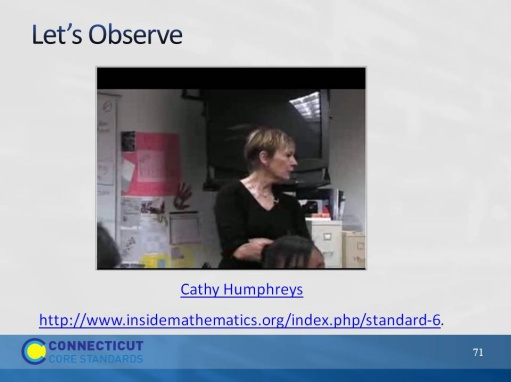 Let's Observe
Cathy Humphreys
http://www.insidemathematics.org/index.php/standard-6.
CONNECTICUT
CORE STANDARDS
71